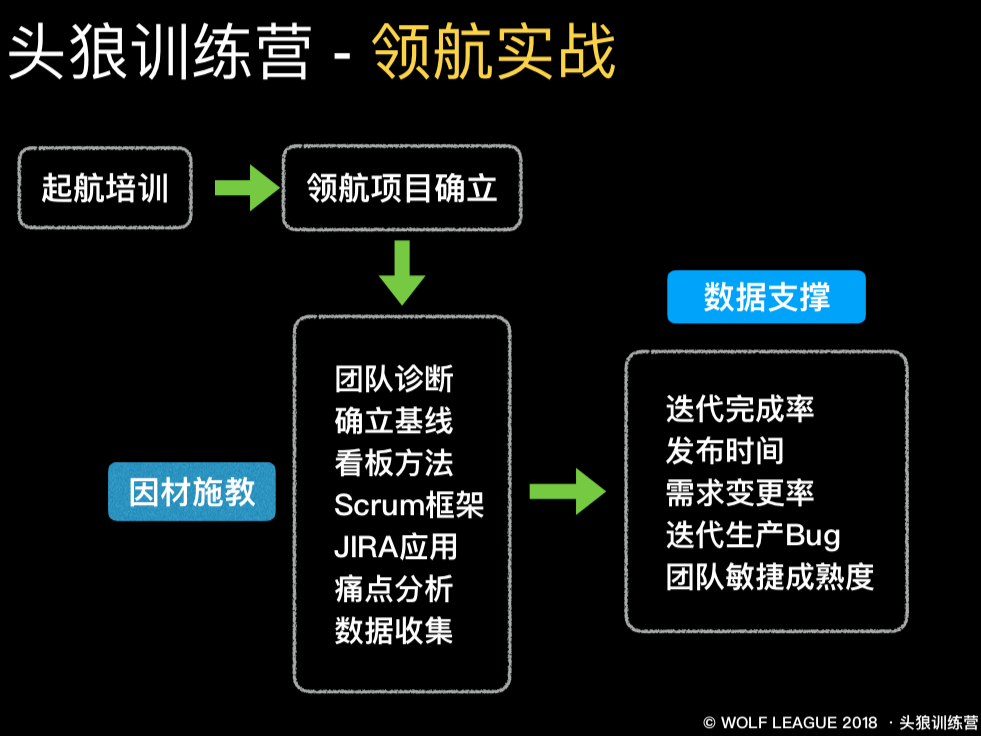 头狼训练营 - 领航实战
起航培训
领航项目确立
因材施教
团队诊断
确立基线
看板方法
Scrum框架
JIRA应用
痛点分析
数据收集
数据支撑
迭代完成率
发布时间
需求变更率
迭代生产Bug
团队敏捷成熟度
© WOLF LEAGUE 2018 · 头狼训练营